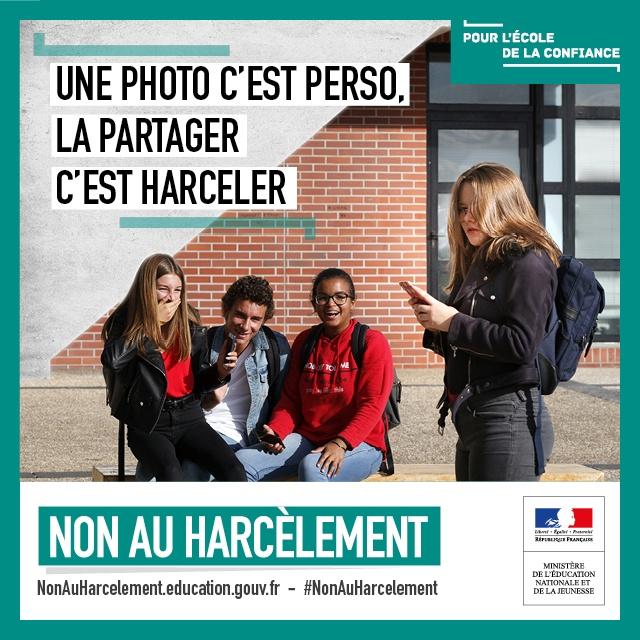 POUR L'ÉCOLE
DE LA CONFIANCE
UNE PHOTO C'EST PERSO,
LA PARTAGER
C'EST HARCELER
NON AU HARCÈLEMENT
NonAuHarcelement.education.gouv.fr – #NonAuHarcelement
Liberté • Égalité • Fraternité
RÉPUBLIQUE FRANÇAISE
MINISTÈRE
DE L'ÉDUCATION
NATIONALE ET
DE LA JEUNESSE